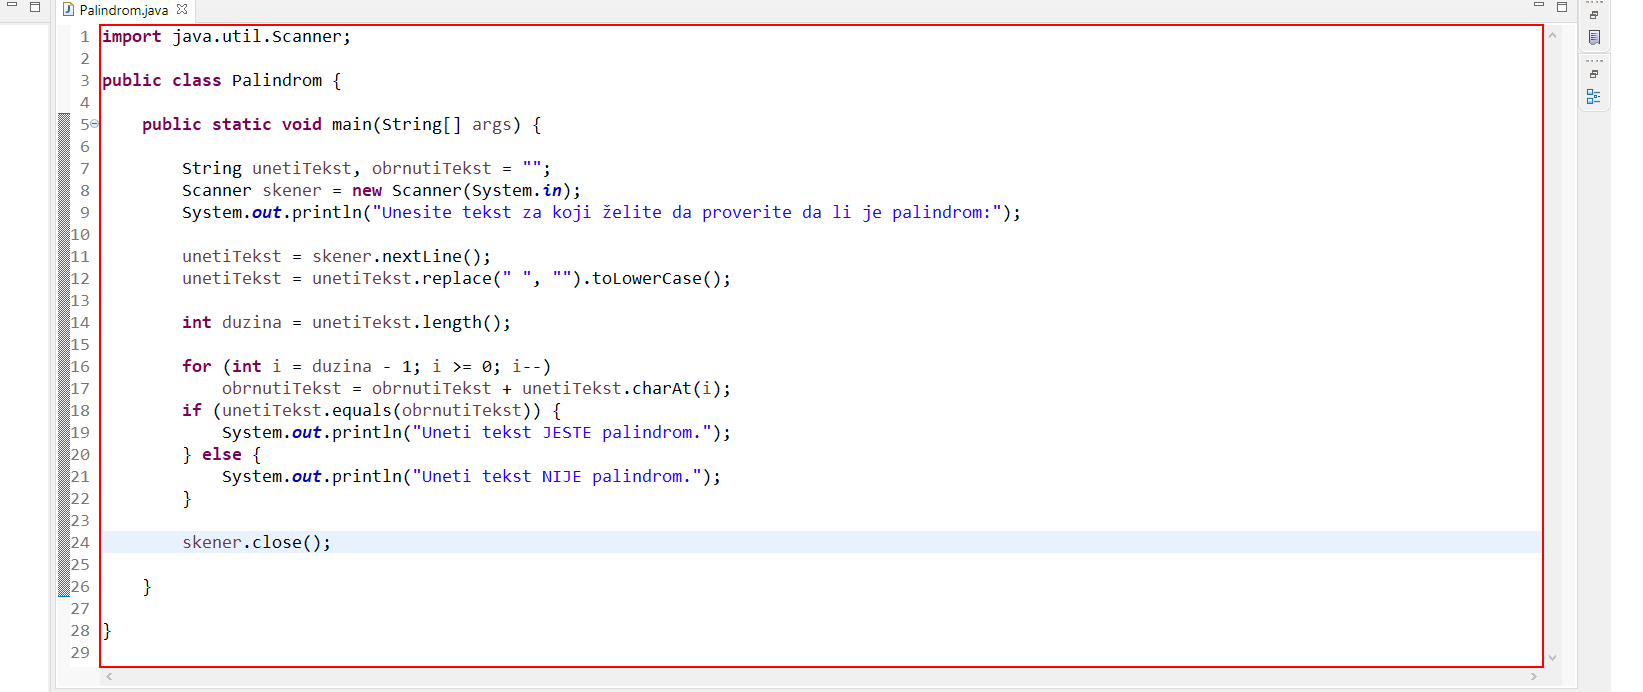 Palindrom.java
1 import java.util.Scanner;
2
3 public class Palindrom {
4
5     public static void main(String[] args) {
6
7         String unetiTekst, obrnutiTekst = "";
8         Scanner skener = new Scanner(System.in);
9         System.out.println("Unesite tekst za koji želite da proverite da li je palindrom:");
10
11         unetiTekst = skener.nextLine();
12         unetiTekst = unetiTekst.replace(" ", "").toLowerCase();
13
14         int duzina = unetiTekst.length();
15
16         for (int i = duzina - 1; i >= 0; i--)
17             obrnutiTekst = obrnutiTekst + unetiTekst.charAt(i);
18         if (unetiTekst.equals(obrnutiTekst)) {
19             System.out.println("Uneti tekst JESTE palindrom.");
20         } else {
21             System.out.println("Uneti tekst NIJE palindrom.");
22         }
23
24         skener.close();
25
26     }
27
28 }
29